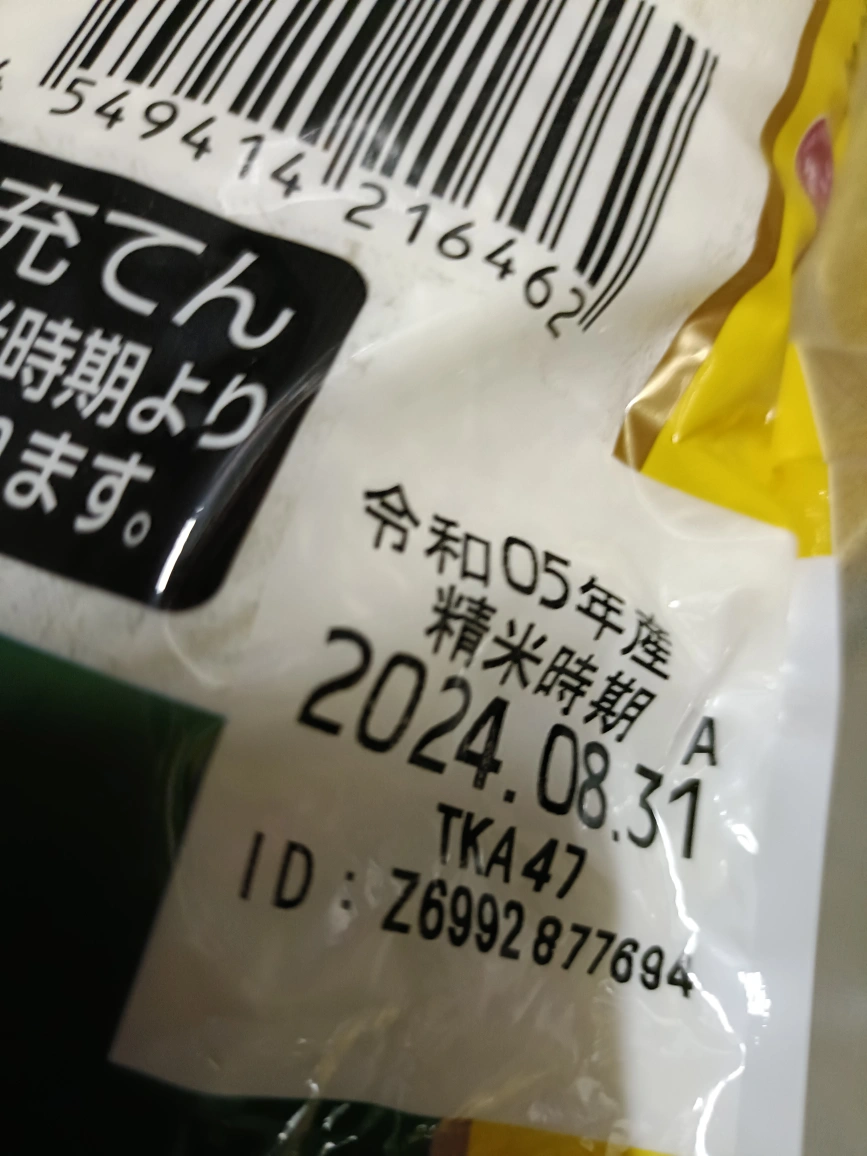 549414 216462
充てん
時期より
ます。
令和05年産
精米時期 A
2024.08.31
TKA47
ID:Z6992877694